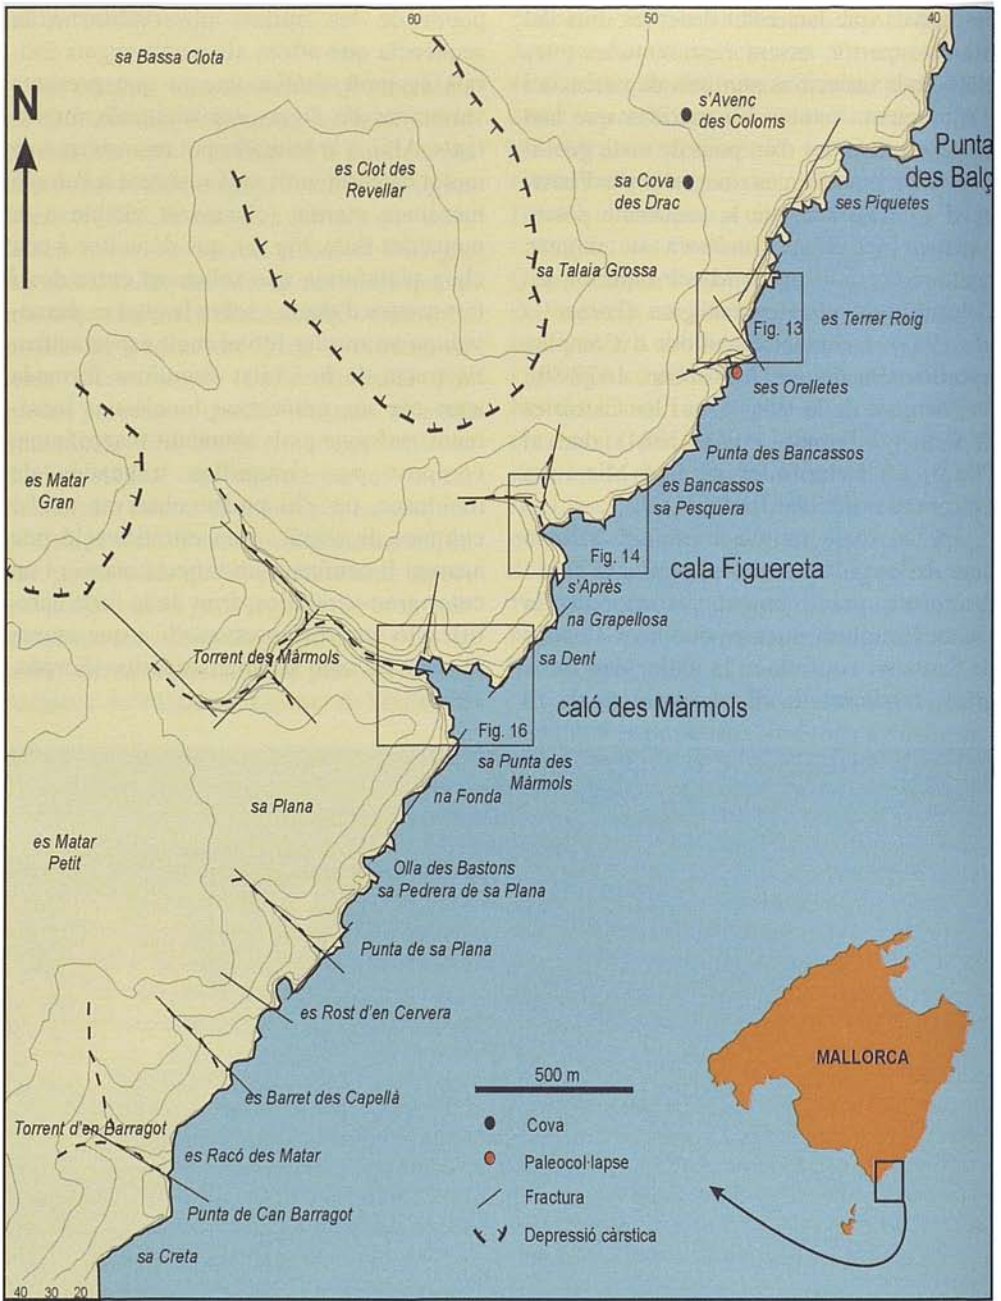 60
50
40
sa Bassa Clota
N
s'Avenc
des Coloms
Punta
des Balç
es Clot des
Revellar
sa Cova
des Drac
ses Piquetes
sa Talaia Grossa
Fig. 13
es Terrer Roig
ses Orelletes
Punta des Bancassos
es Matar
Gran
es Bancassos
sa Pesquera
Fig. 14
cala Figuereta
s'Après
na Grapellosa
Torrent des Màrmols
sa Dent
caló des Màrmols
Fig. 16
sa Punta des
Màrmols
na Fonda
sa Plana
es Matar
Petit
Olla des Bastons
sa Pedrera de sa Plana
Punta de sa Plana
es Rost d'en Cervera
MALLORCA
500 m
es Barret des Capellà
Cova
Torrent d'en Barragot
es Racó des Matar
Paleocol·lapse
Fractura
Punta de Can Barragot
Depressió càrstica
sa Creta
40 30 20